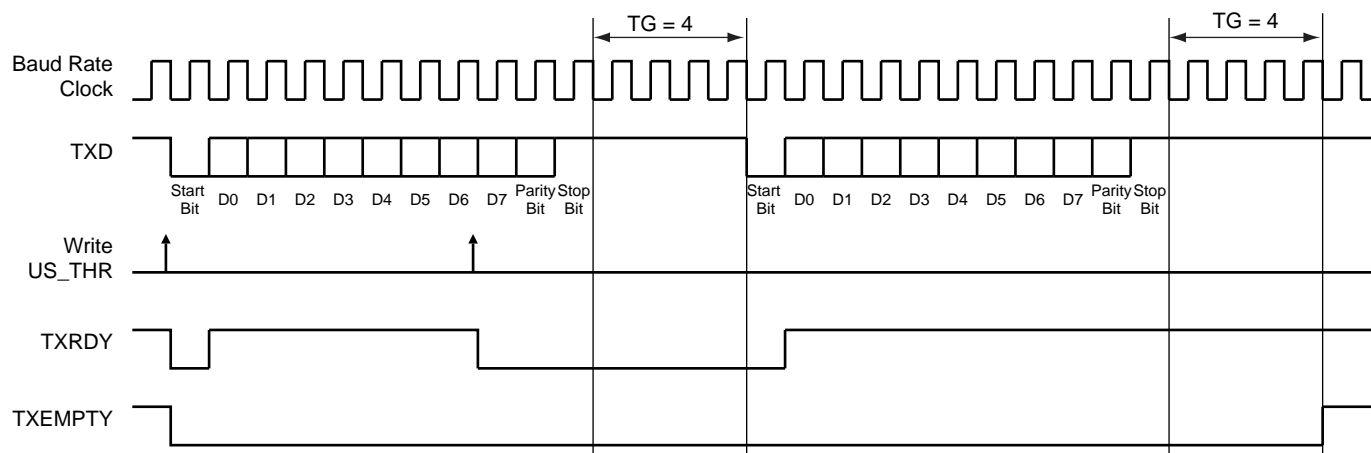 TG = 4
TG = 4
Baud Rate
Clock
TXD
Start
Bit
D0
D1
D2
D3
D4
D5
D6
D7
Parity
Bit
Stop
Bit
Start
Bit
D0
D1
D2
D3
D4
D5
D6
D7
Parity
Bit
Stop
Bit
Write
US_THR
TXRDY
TXEMPTY